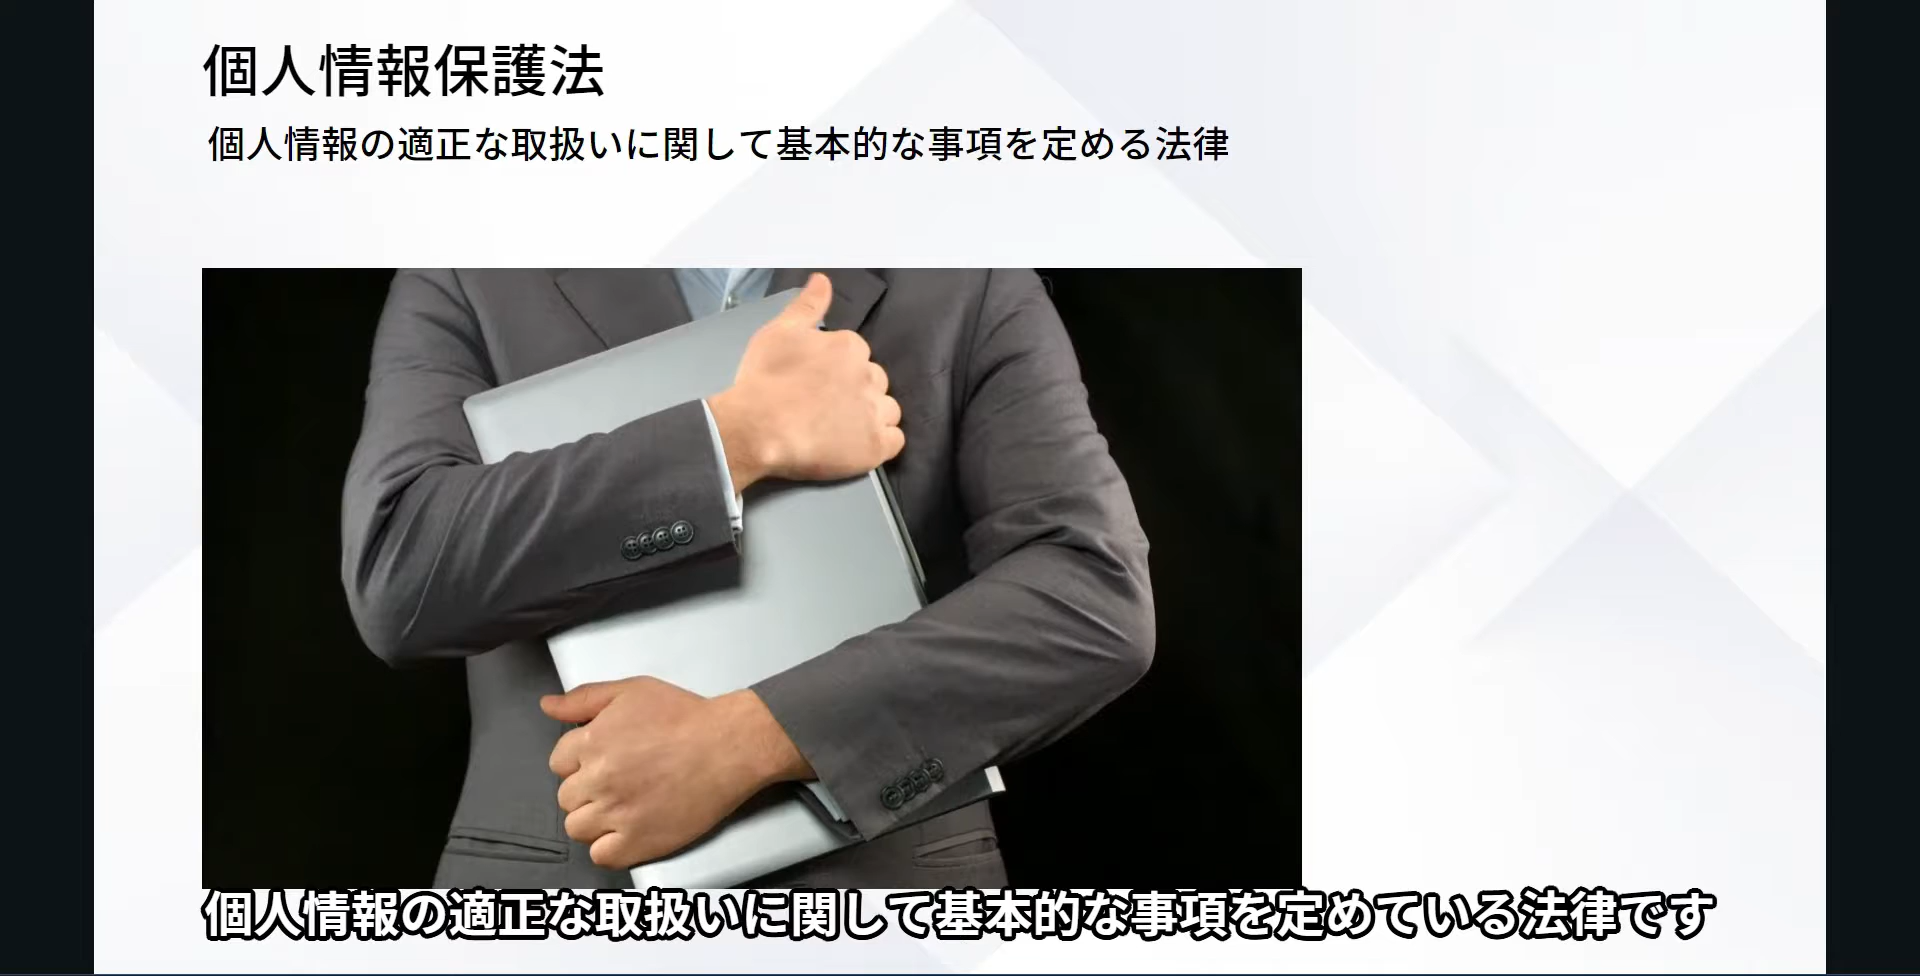 個人情報保護法
個人情報の適正な取扱いに関して基本的な事項を定める法律
個人情報の適正な取扱いに関して基本的な事項を定めている法律です